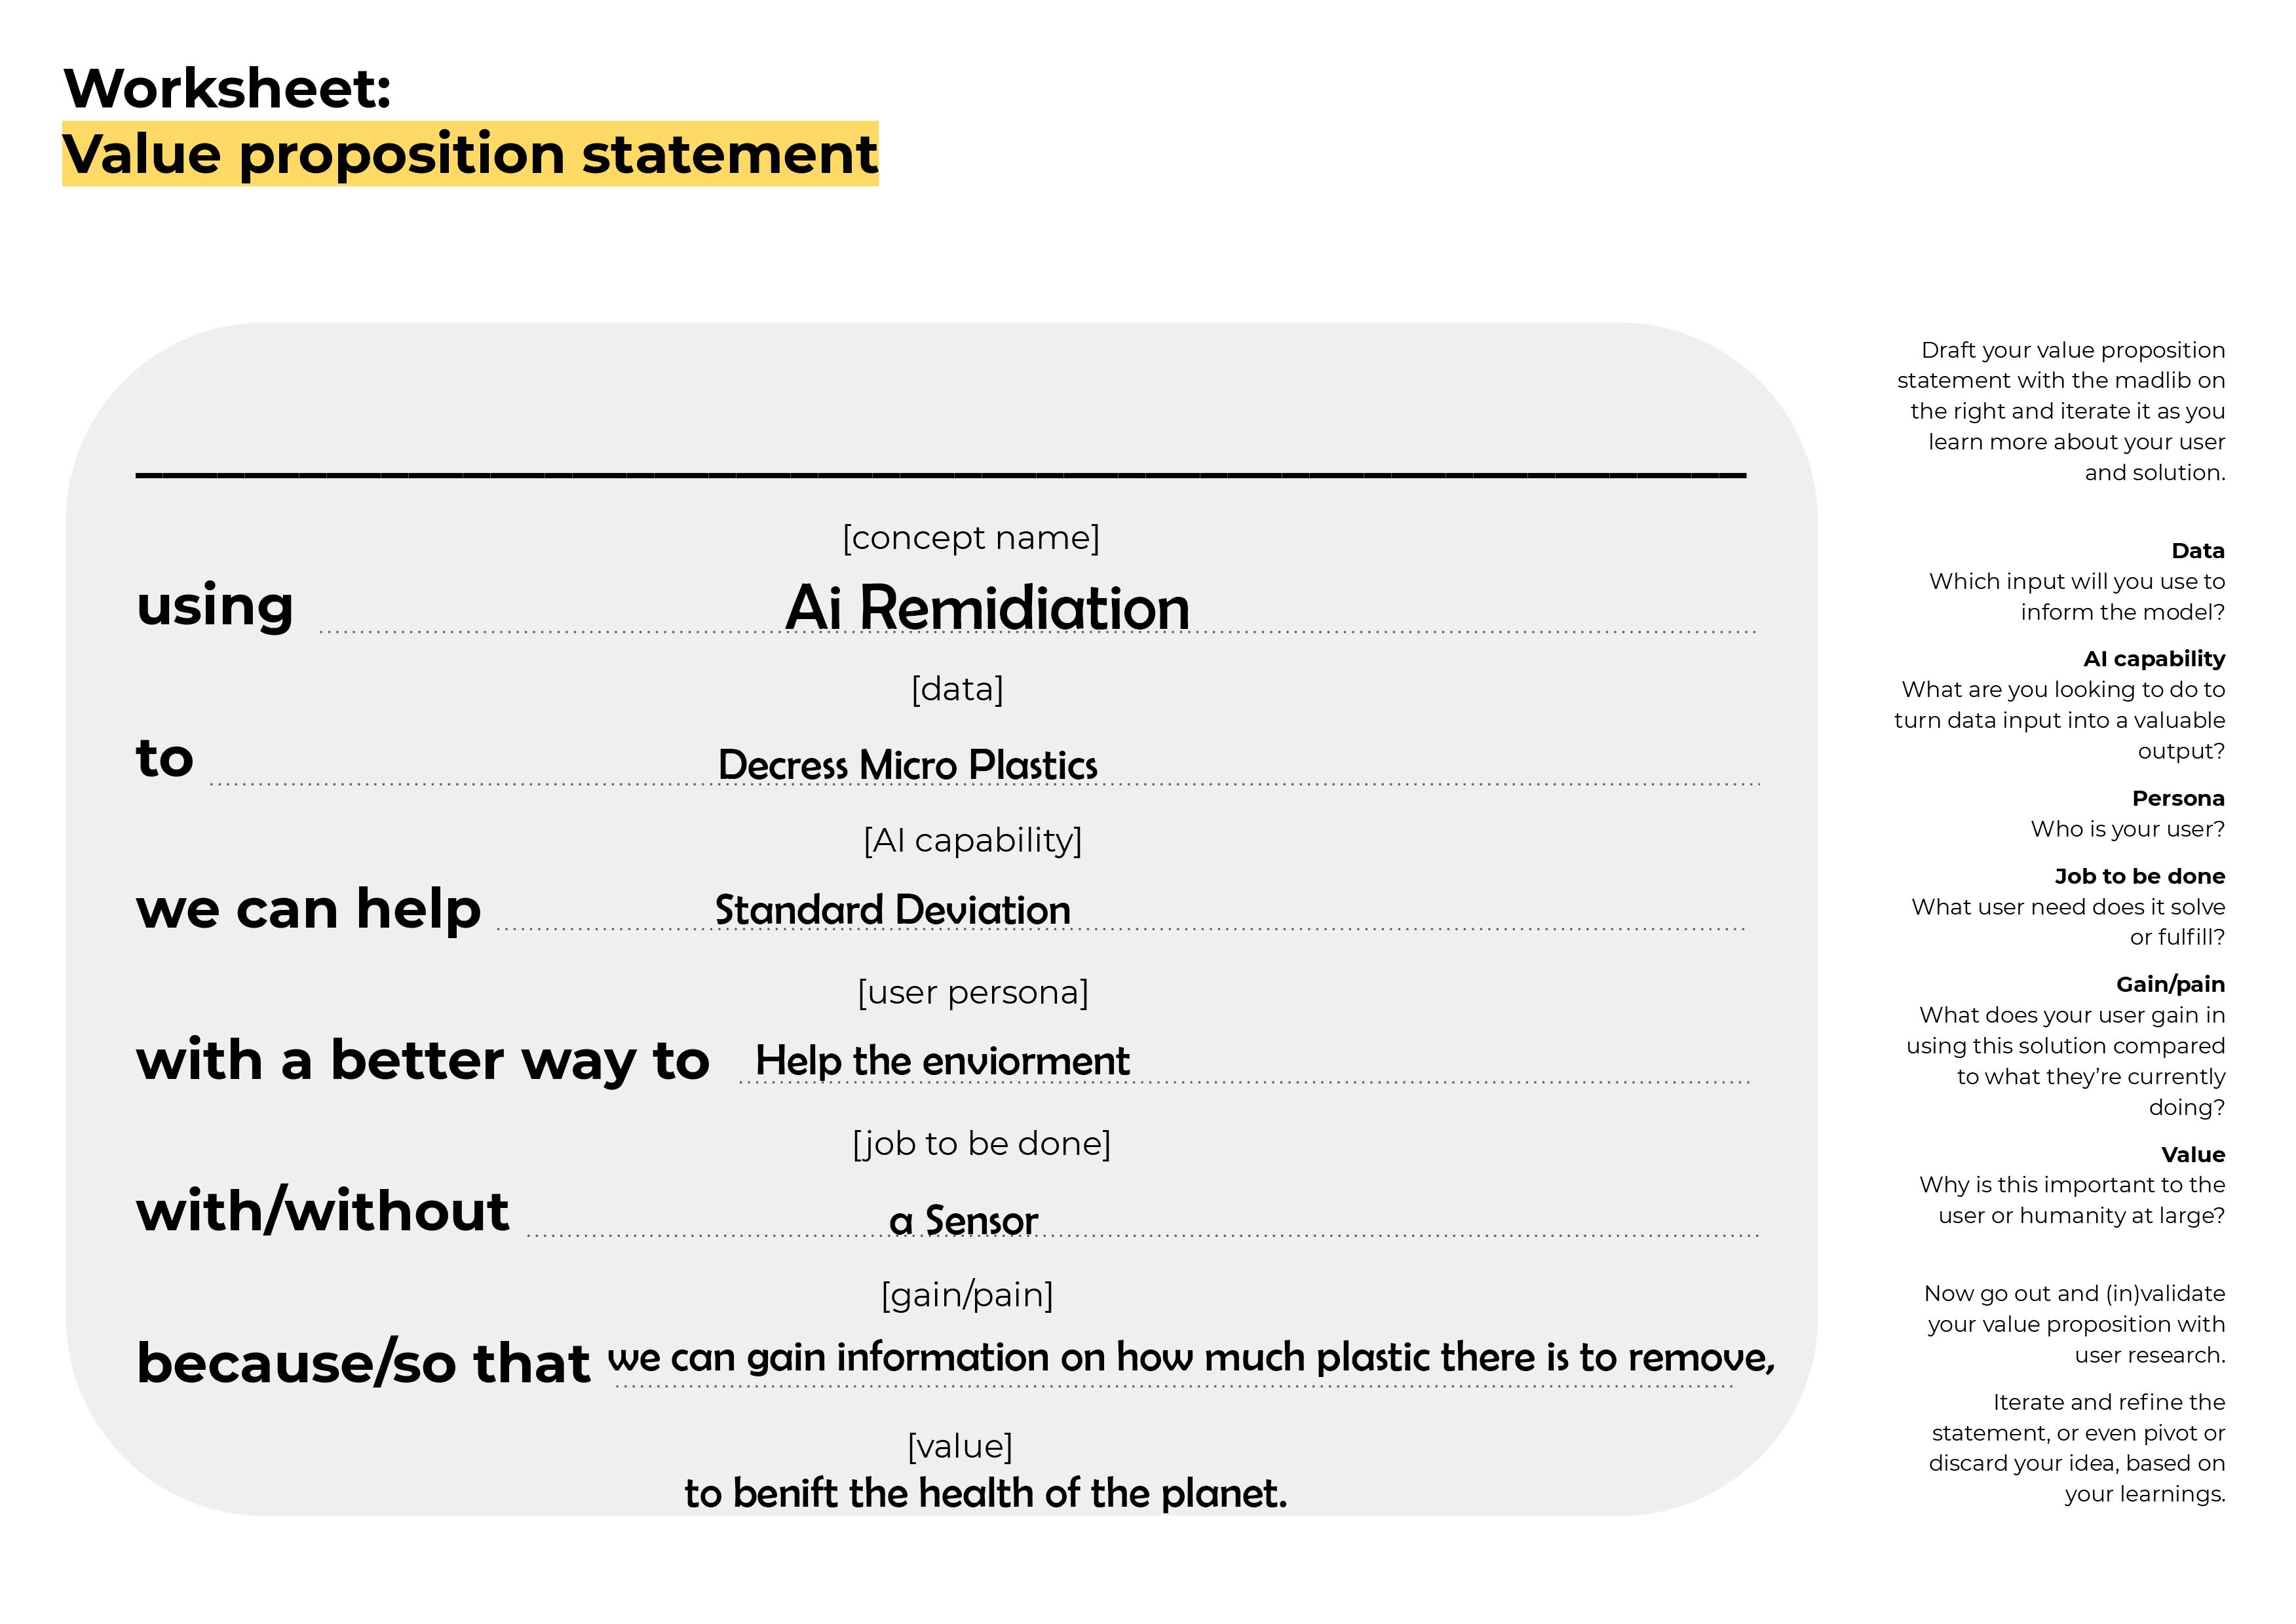 Worksheet:
Value proposition statement
[concept name]
using Ai Remidiation
[data]
to Decress Micro Plastics
[AI capability]
we can help Standard Deviation
[user persona]
with a better way to Help the enviorment
[job to be done]
with/without a Sensor
[gain/pain]
because/so that we can gain information on how much plastic there is to remove,
[value]
to benift the health of the planet.
Draft your value proposition
statement with the madlib on
the right and iterate it as you
learn more about your user
and solution.
Data
Which input will you use to
inform the model?
AI capability
What are you looking to do to
turn data input into a valuable
output?
Persona
Who is your user?
Job to be done
What user need does it solve
or fulfill?
Gain/pain
What does your user gain in
using this solution compared
to what they’re currently
doing?
Value
Why is this important to the
user or humanity at large?
Now go out and (in)validate
your value proposition with
user research.
Iterate and refine the
statement, or even pivot or
discard your idea, based on
your learnings.